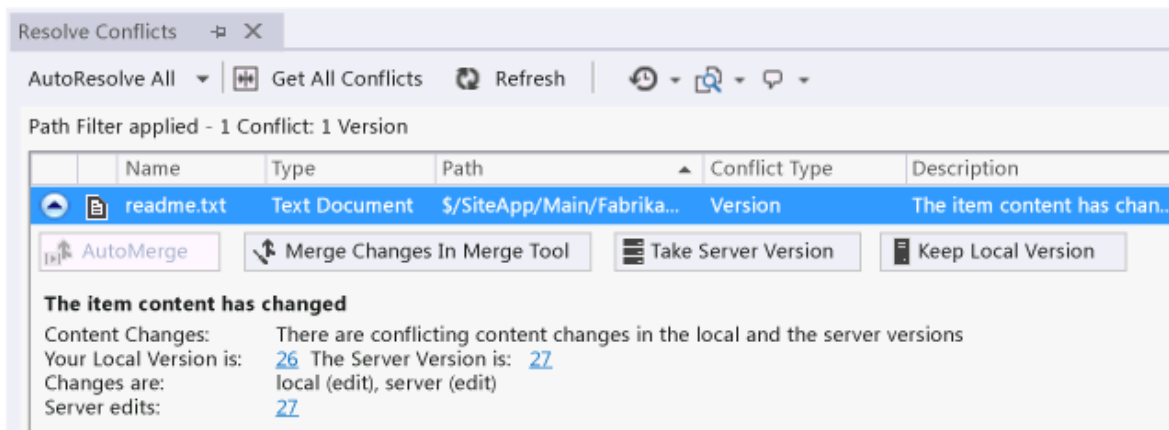 Resolve Conflicts
AutoResolve All Get All Conflicts Refresh
Path Filter applied - 1 Conflict: 1 Version
Name Type Path Conflict Type Description
readme.txt Text Document $/SiteApp/Main/Fabrika... Version The item content has chan...
AutoMerge Merge Changes In Merge Tool Take Server Version Keep Local Version
The item content has changed
Content Changes: There are conflicting content changes in the local and the server versions
Your Local Version is: 26 The Server Version is: 27
Changes are: local (edit), server (edit)
Server edits: 27